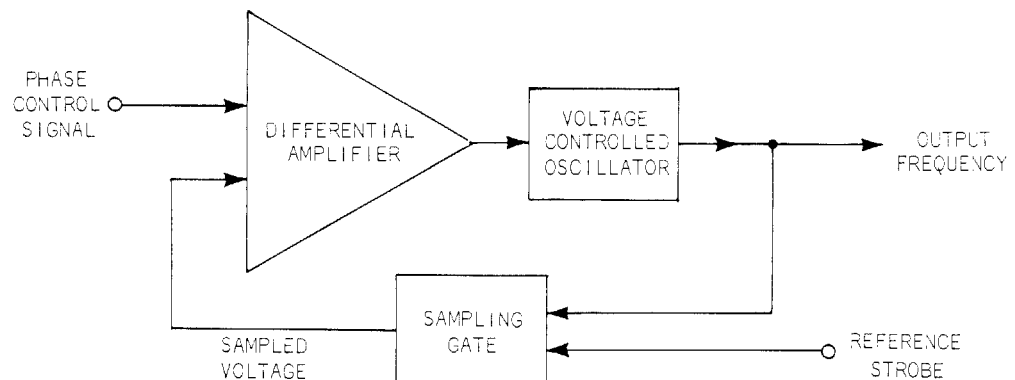 PHASE
CONTROL
SIGNAL
DIFFERENTIAL
AMPLIFIER
VOLTAGE
CONTROLLED
OSCILLATOR
OUTPUT
FREQUENCY
SAMPLING
GATE
SAMPLED
VOLTAGE
REFERENCE
STROBE